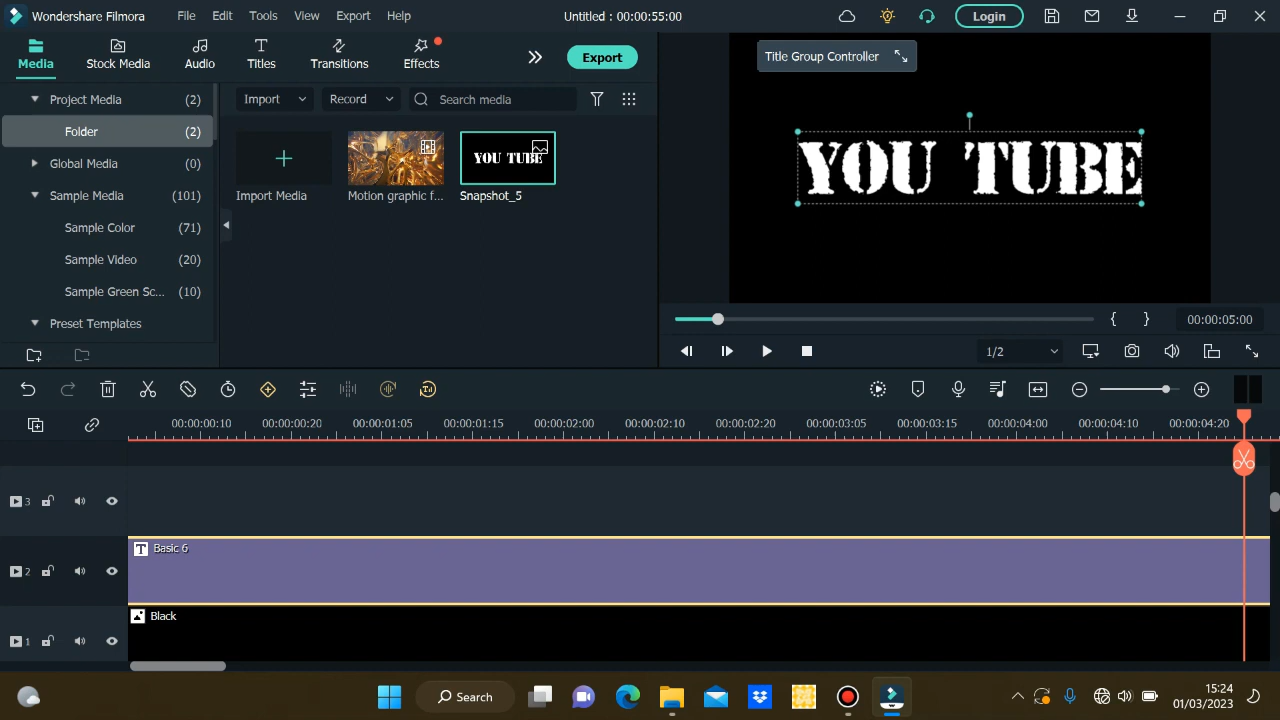 Wondershare Filmora File Edit Tools View Export Help Untitled : 00:00:55:00 Login
Media Stock Media Audio Titles Transitions Effects Export
Project Media (2)
Folder (2)
Global Media (0)
Sample Media (101)
Sample Color (71)
Sample Video (20)
Sample Green Sc... (10)
Preset Templates
Import Record Search media
YOU TUBE
Import Media Motion graphic f... Snapshot_5
Title Group Controller
YOU TUBE
{ } 00:00:05:00
1/2
00:00:00:10 00:00:00:20 00:00:01:05 00:00:01:15 00:00:02:00 00:00:02:10 00:00:02:20 00:00:03:05 00:00:03:15 00:00:04:00 00:00:04:10 00:00:04:20
3
2 T Basic 6
1 Black
Search
15:24
01/03/2023